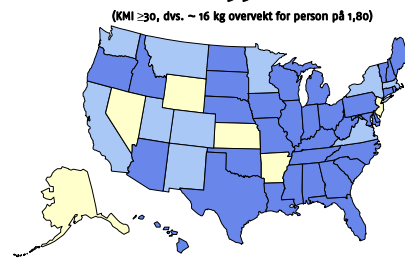 (KMI ≥30, dvs. ~ 16 kg overvekt for person på 1,80)